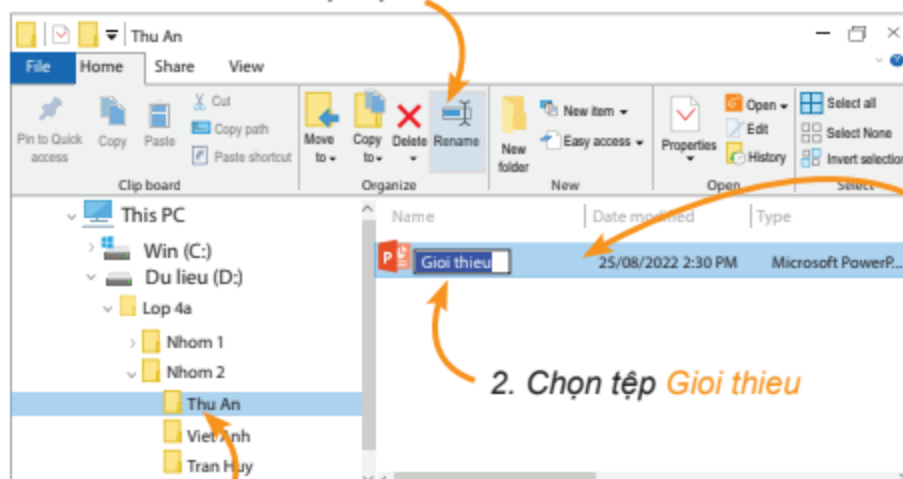 Thu An
File Home Share View
Pin to Quick access
Copy
Paste
Cut
Copy path
Paste shortcut
Move to
Copy to
Delete
Rename
New folder
New item
Easy access
Properties
Open
Edit
History
Select all
Select None
Invert selection
Clip board Organize New Open Select
This PC
Win (C:)
Du lieu (D:)
Lop 4a
Nhom 1
Nhom 2
Thu An
Viet Anh
Tran Huy
Name Date modified Type
Gioi thieu 25/08/2022 2:30 PM Microsoft PowerP...
2. Chọn tệp Gioi thieu